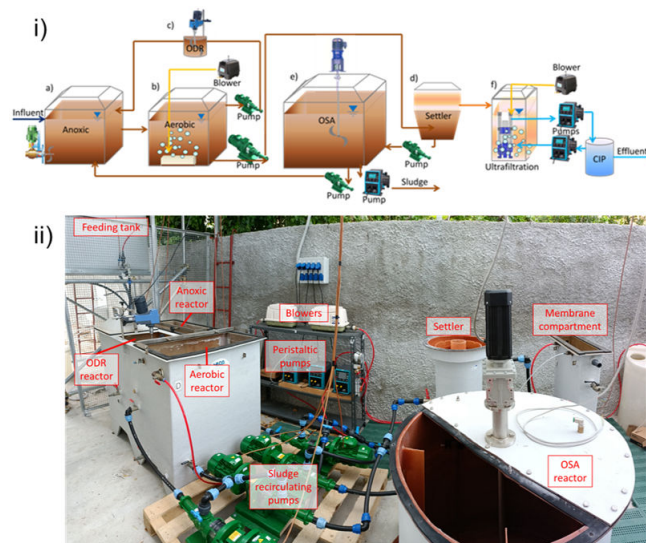 i)
c)
ODR
a)
b)
Blower
e)
d)
f)
Blower
Influent
Anoxic
Aerobic
Pump
OSA
Settler
Pumps
Pump
Pump
Ultrafiltration
CIP
Effluent
Pump
Pump
Sludge
ii)
Feeding tank
Anoxic
reactor
Blowers
Settler
Membrane
compartment
ODR
reactor
Aerobic
reactor
Peristaltic
pumps
Sludge
recirculating
pumps
OSA
reactor